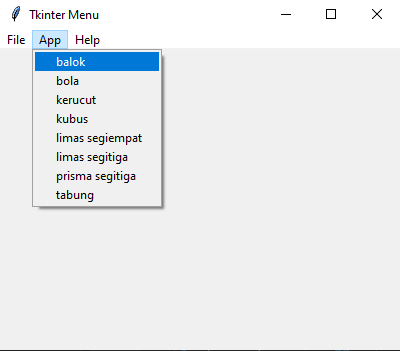 Tkinter Menu
File App Help
balok
bola
kerucut
kubus
limas segiempat
limas segitiga
prisma segitiga
tabung